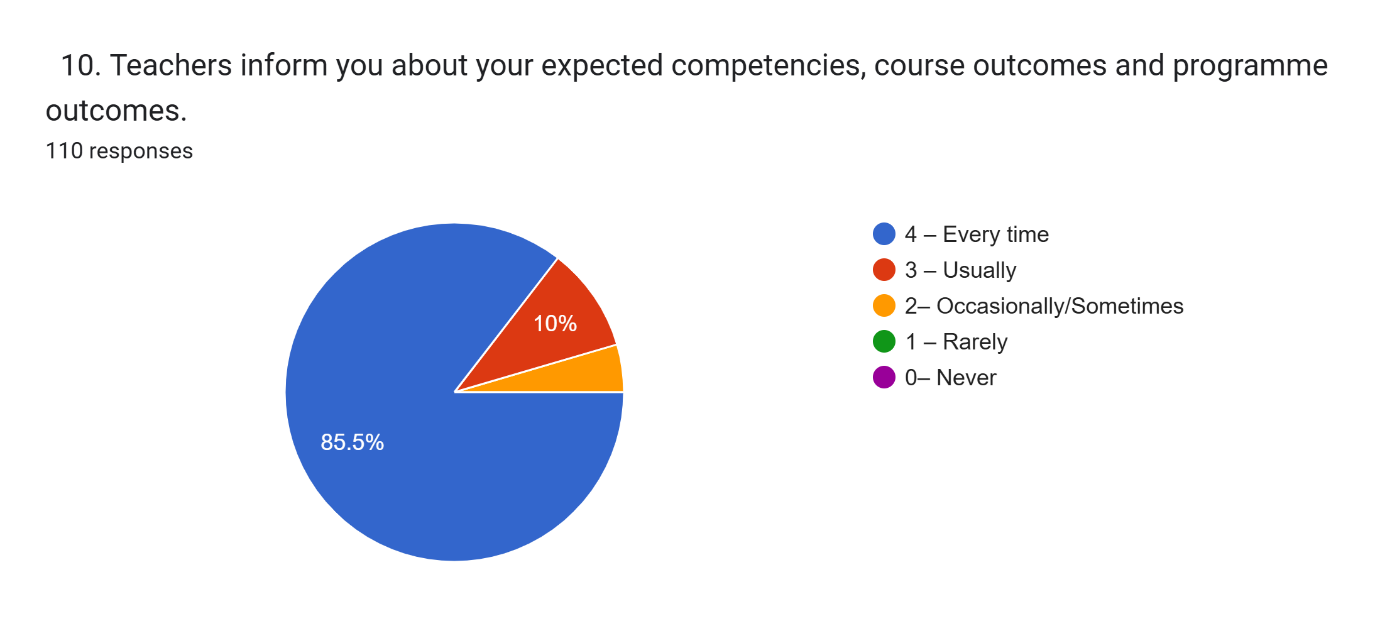 10. Teachers inform you about your expected competencies, course outcomes and programme
outcomes.
110 responses
10%
85.5%
4 – Every time
3 – Usually
2– Occasionally/Sometimes
1 – Rarely
0– Never